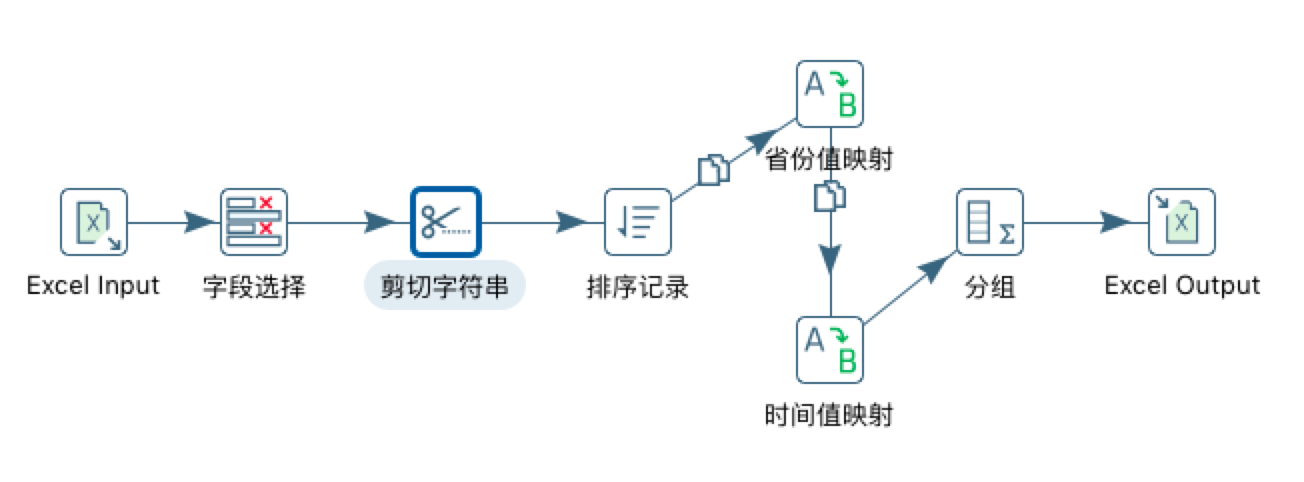 A
B
省份值映射
Excel Input
字段选择
剪切字符串
排序记录
分组
Excel Output
A
B
时间值映射